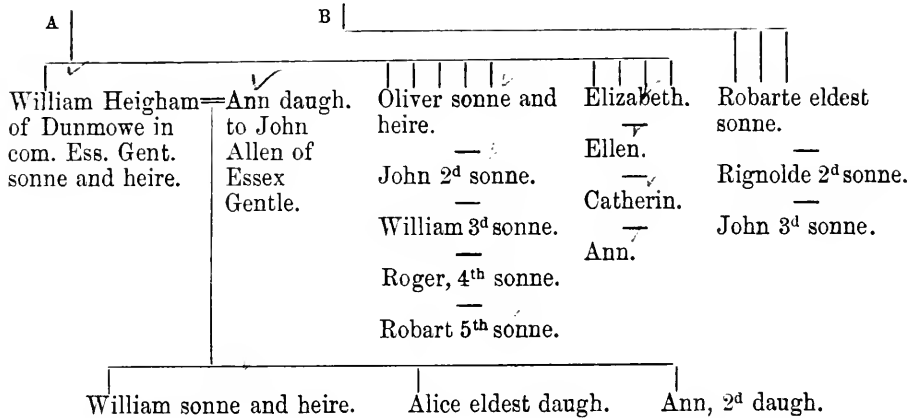 A
B
William Heigham=Ann daugh.
of Dunmowe in
com. Ess. Gent.
sonne and heire.
to John
Allen of
Essex
Gentle.
Oliver sonne and
heire.
John 2d sonne.
William 3d sonne.
Roger, 4th sonne.
Robart 5th sonne.
Elizabeth.
Ellen.
Catherin.
Ann.
Robarte eldest
sonne.
Rignolde 2d sonne.
John 3d sonne.
William sonne and heire.
Alice eldest daugh.
Ann, 2d daugh.